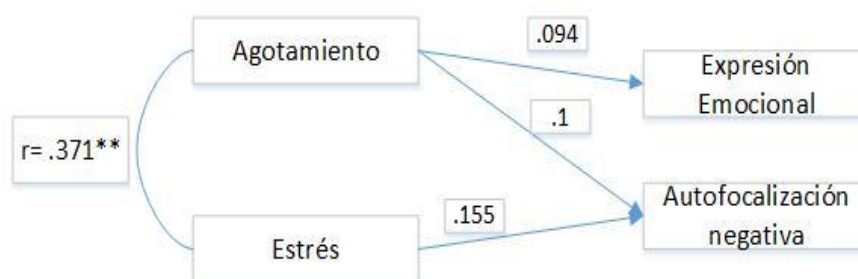 Agotamiento
.094
Expresión
Emocional
.1
r= .371**
.155
Autofocalización
negativa
Estrés